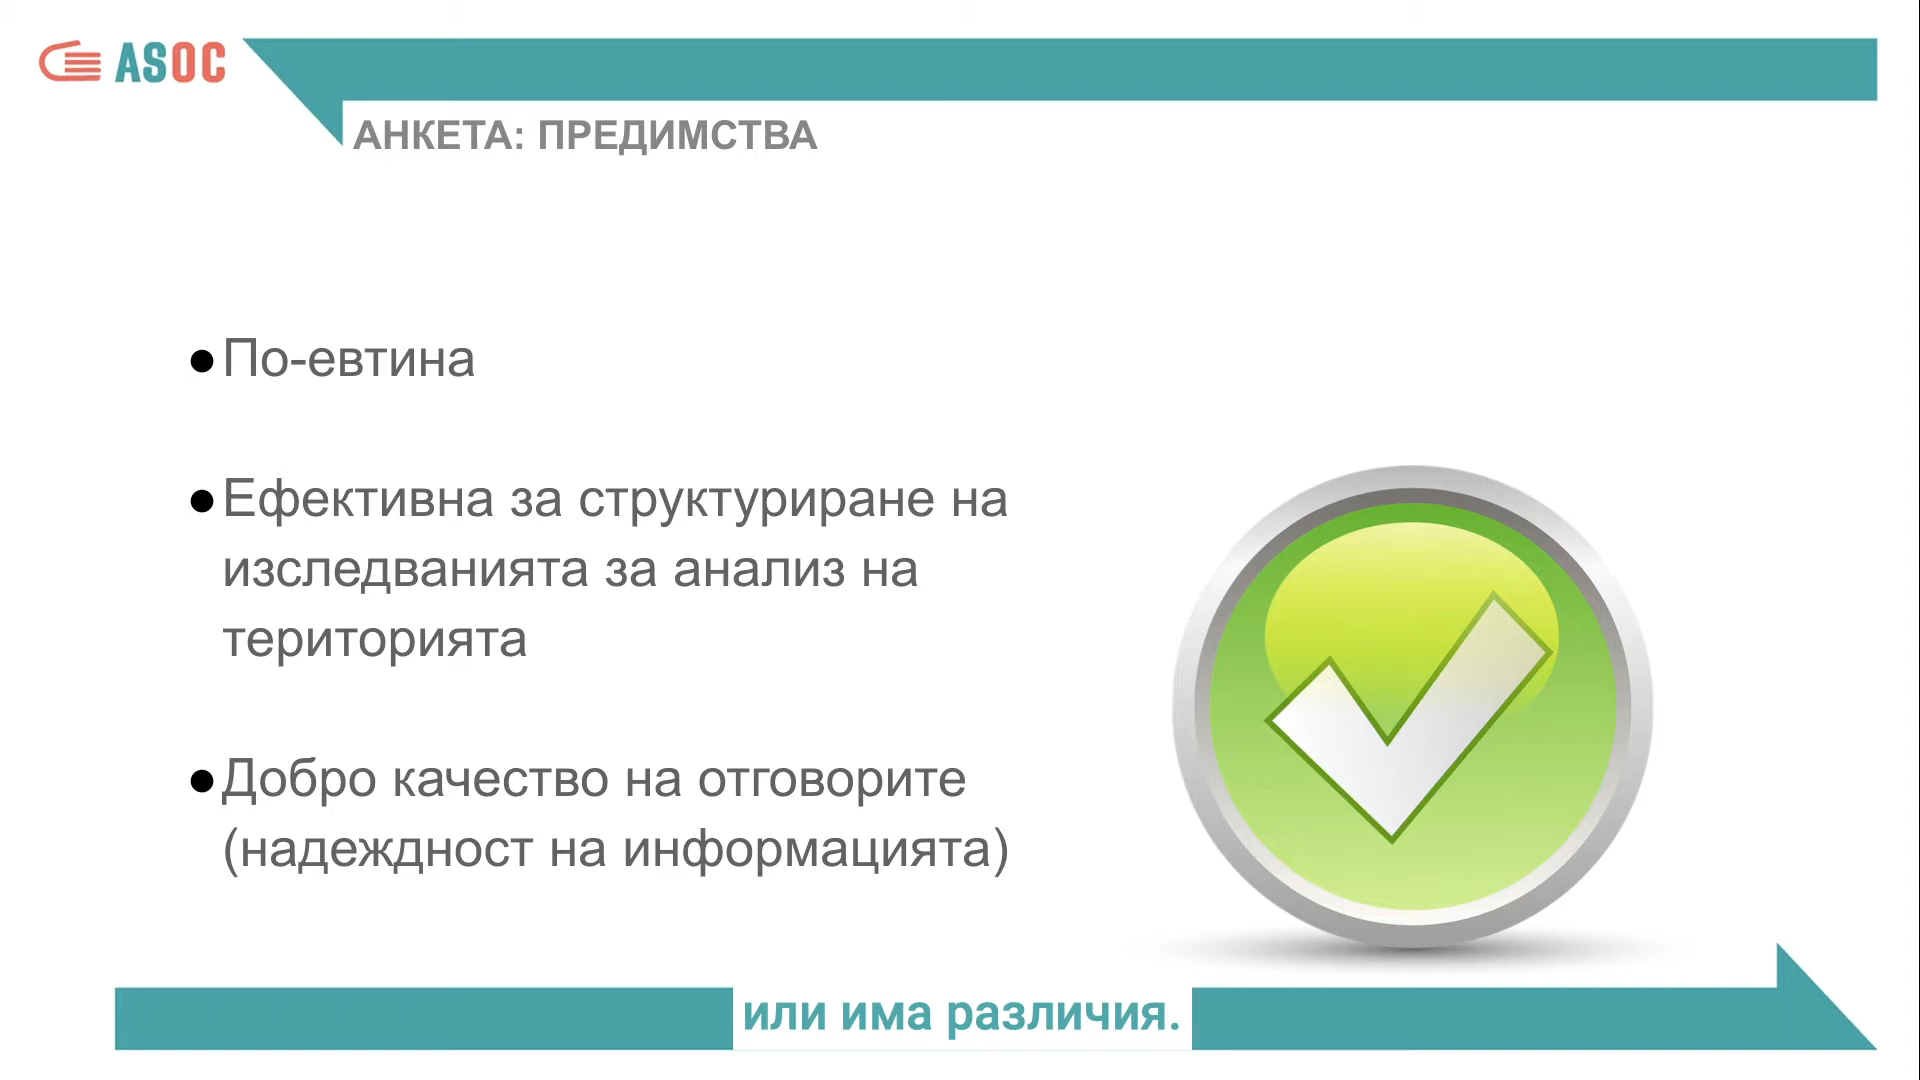 ASOC
АНКЕТА: ПРЕДИМСТВА
●По-евтина
●Ефективна за структуриране на
изследванията за анализ на
територията
●Добро качество на отговорите
(надеждност на информацията)
или има различия.